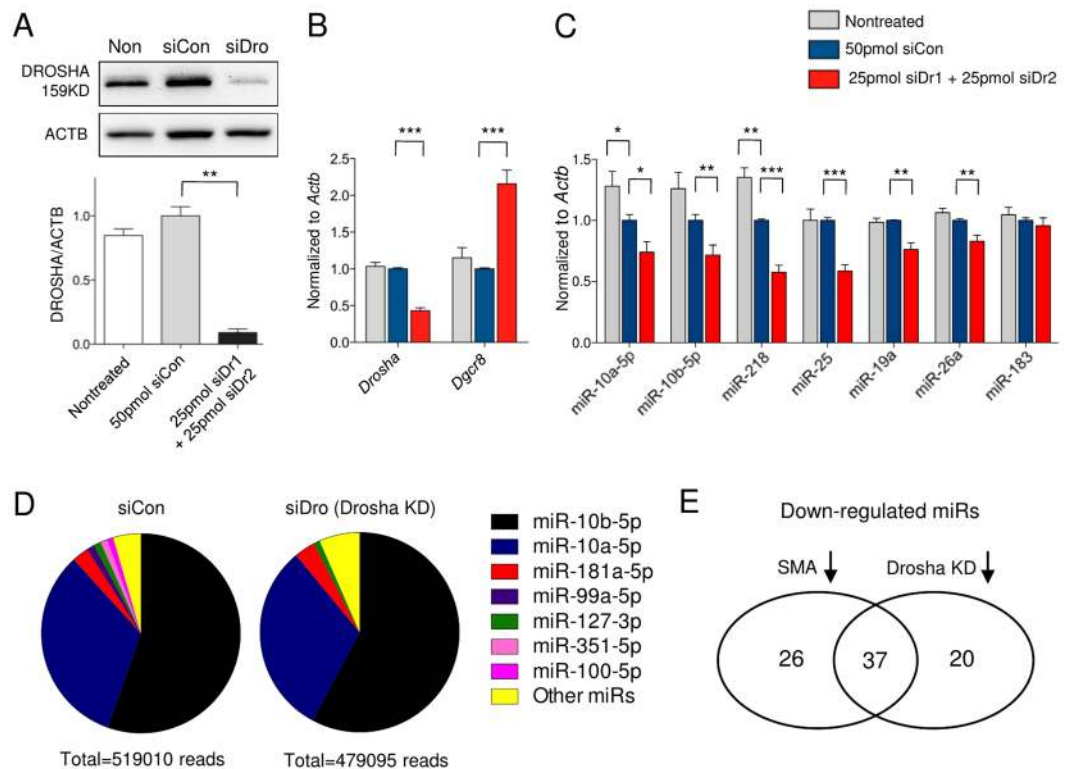 A
Non siCon siDro
DROSHA
159KD
ACTB
**
DROSHA/ACTB
1.0
0.5
0.0
Nontreated
50pmol siCon
25pmol siDr1
+ 25pmol siDr2
B
*** ***
Normalized to Actb
2.5
2.0
1.5
1.0
0.5
0.0
Drosha
Dgcr8
C
Nontreated
50pmol siCon
25pmol siDr1 + 25pmol siDr2
* * ** ** *** *** ** **
Normalized to Actb
1.5
1.0
0.5
0.0
miR-10a-5p
miR-10b-5p
miR-218
miR-25
miR-19a
miR-26a
miR-183
D
siCon
siDro (Drosha KD)
Total=519010 reads
Total=479095 reads
miR-10b-5p
miR-10a-5p
miR-181a-5p
miR-99a-5p
miR-127-3p
miR-351-5p
miR-100-5p
Other miRs
E
Down-regulated miRs
SMA ↓ Drosha KD ↓
26 37 20